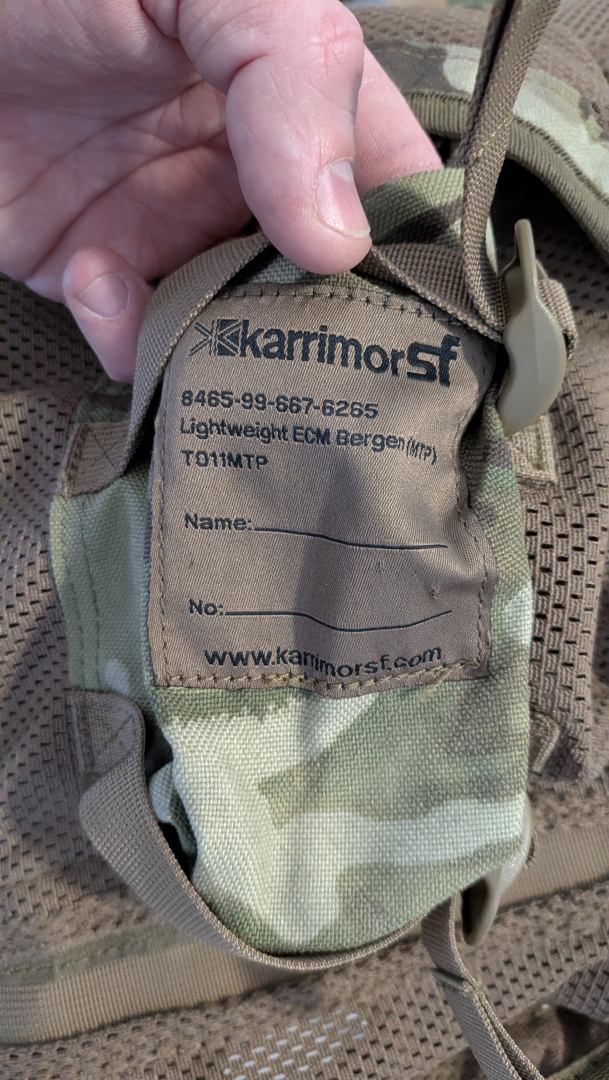 karrimorsf
8465-99-667-6265
Lightweight ECM Bergen (MTP)
T011MTP
Name:
No:
www.karrimorsf.com